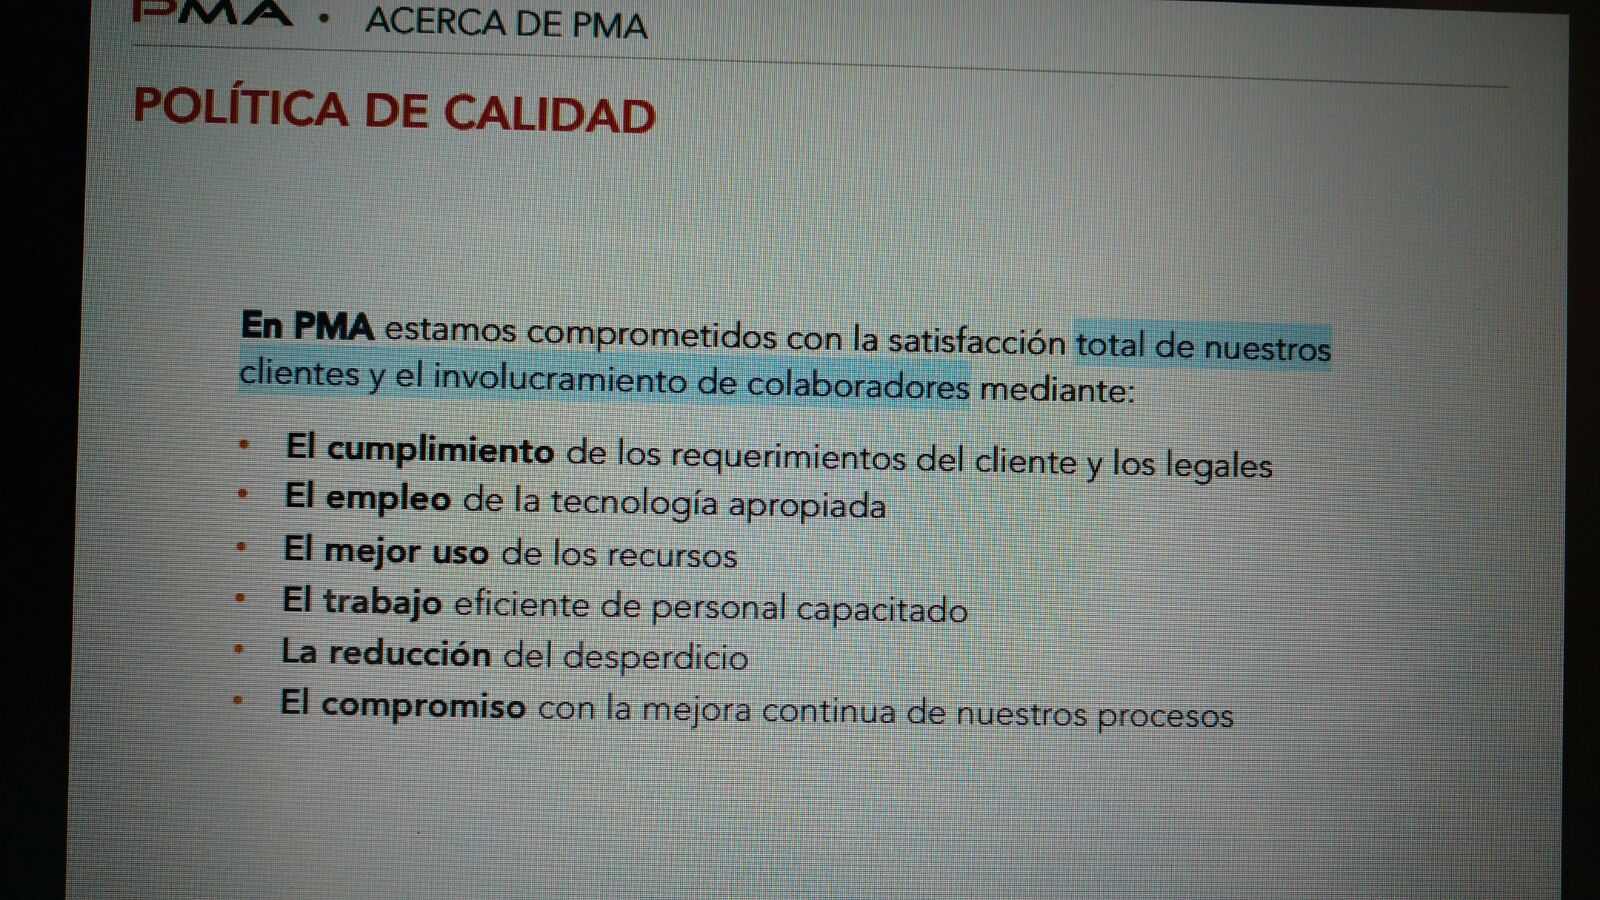 PMA • ACERCA DE PMA
POLÍTICA DE CALIDAD
En PMA estamos comprometidos con la satisfacción total de nuestros
clientes y el involucramiento de colaboradores mediante:
• El cumplimiento de los requerimientos del cliente y los legales
• El empleo de la tecnología apropiada
• El mejor uso de los recursos
• El trabajo eficiente de personal capacitado
• La reducción del desperdicio
• El compromiso con la mejora continua de nuestros procesos